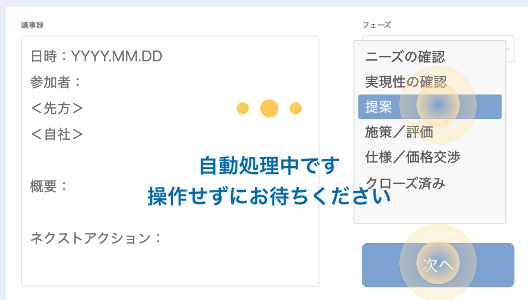 議事録
日時：YYYY.MM.DD
参加者：
＜先方＞
＜自社＞
概要：
ネクストアクション：
フェーズ
ニーズの確認
実現性の確認
提案
施策／評価
仕様／価格交渉
クローズ済み
自動処理中です
操作せずにお待ちください
次へ